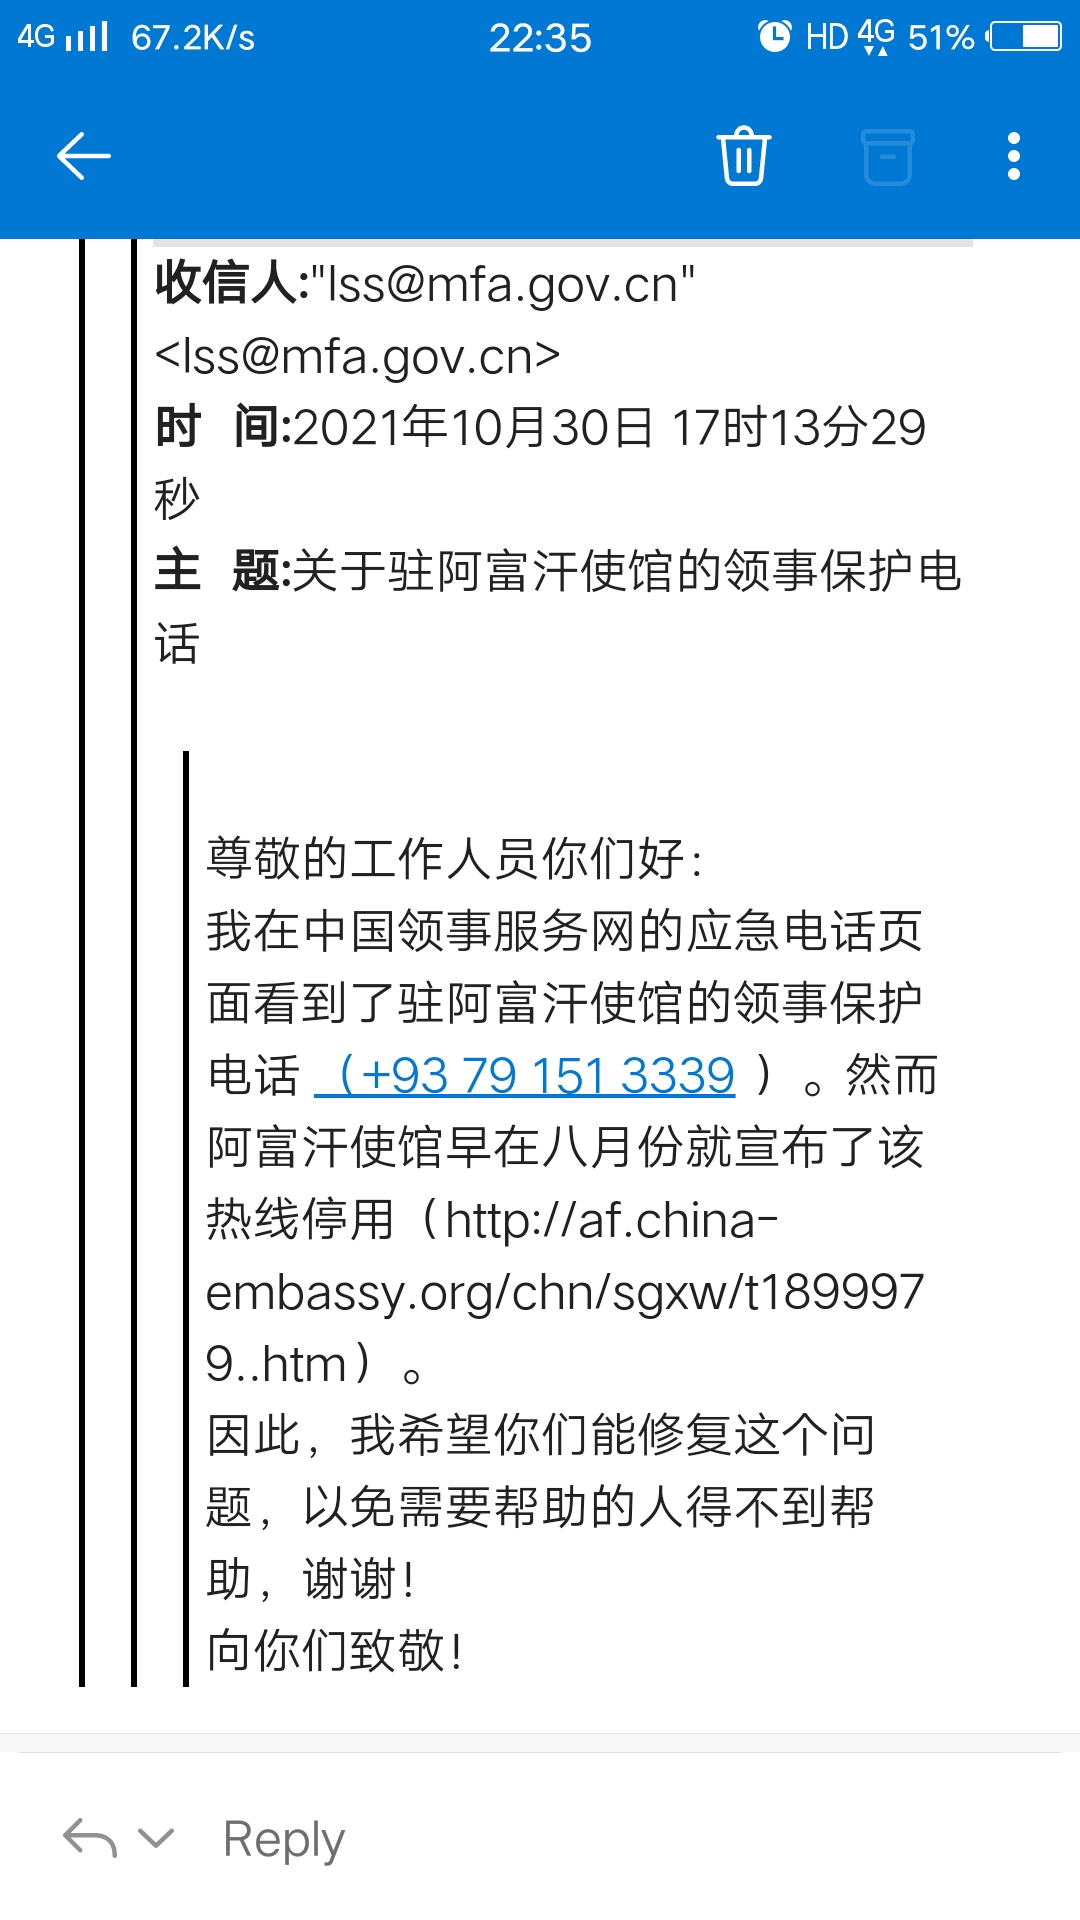 4G 67.2K/s 22:35 HD 4G 51%
收信人:"lss@mfa.gov.cn"
<lss@mfa.gov.cn>
时 间:2021年10月30日 17时13分29
秒
主 题:关于驻阿富汗使馆的领事保护电
话
尊敬的工作人员你们好：
我在中国领事服务网的应急电话页
面看到了驻阿富汗使馆的领事保护
电话（+93 79 151 3339 ）。然而
阿富汗使馆早在八月份就宣布了该
热线停用（http://af.china-
embassy.org/chn/sgxw/t189997
9..htm）。
因此，我希望你们能修复这个问
题，以免需要帮助的人得不到帮
助，谢谢！
向你们致敬！
Reply